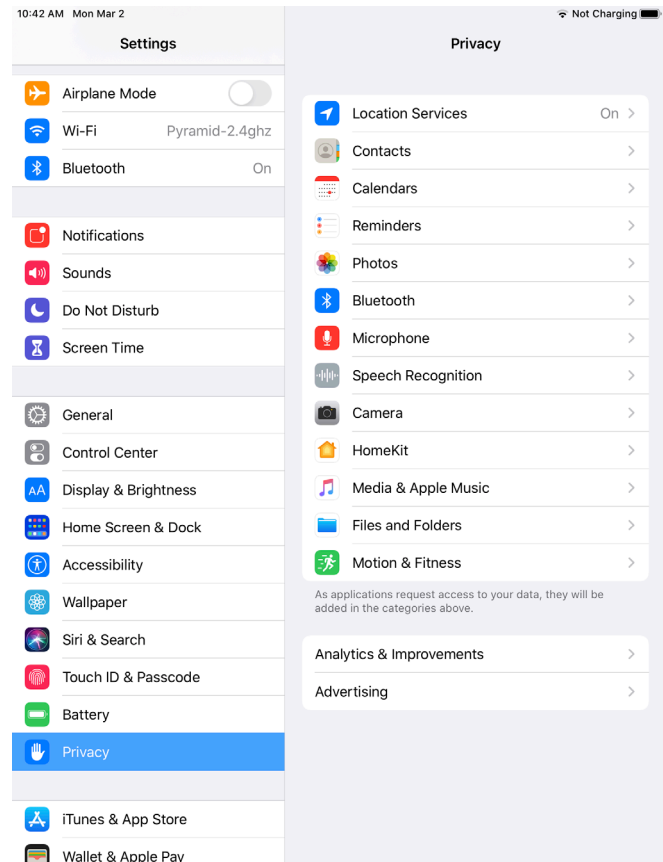 10:42 AM Mon Mar 2
Not Charging
Settings
Airplane Mode
Wi-Fi Pyramid-2.4ghz
Bluetooth On
Notifications
Sounds
Do Not Disturb
Screen Time
General
Control Center
AA Display & Brightness
Home Screen & Dock
Accessibility
Wallpaper
Siri & Search
Touch ID & Passcode
Battery
Privacy
iTunes & App Store
Wallet & Apple Pay
Privacy
Location Services On
Contacts
Calendars
Reminders
Photos
Bluetooth
Microphone
Speech Recognition
Camera
HomeKit
Media & Apple Music
Files and Folders
Motion & Fitness
As applications request access to your data, they will be
added in the categories above.
Analytics & Improvements
Advertising